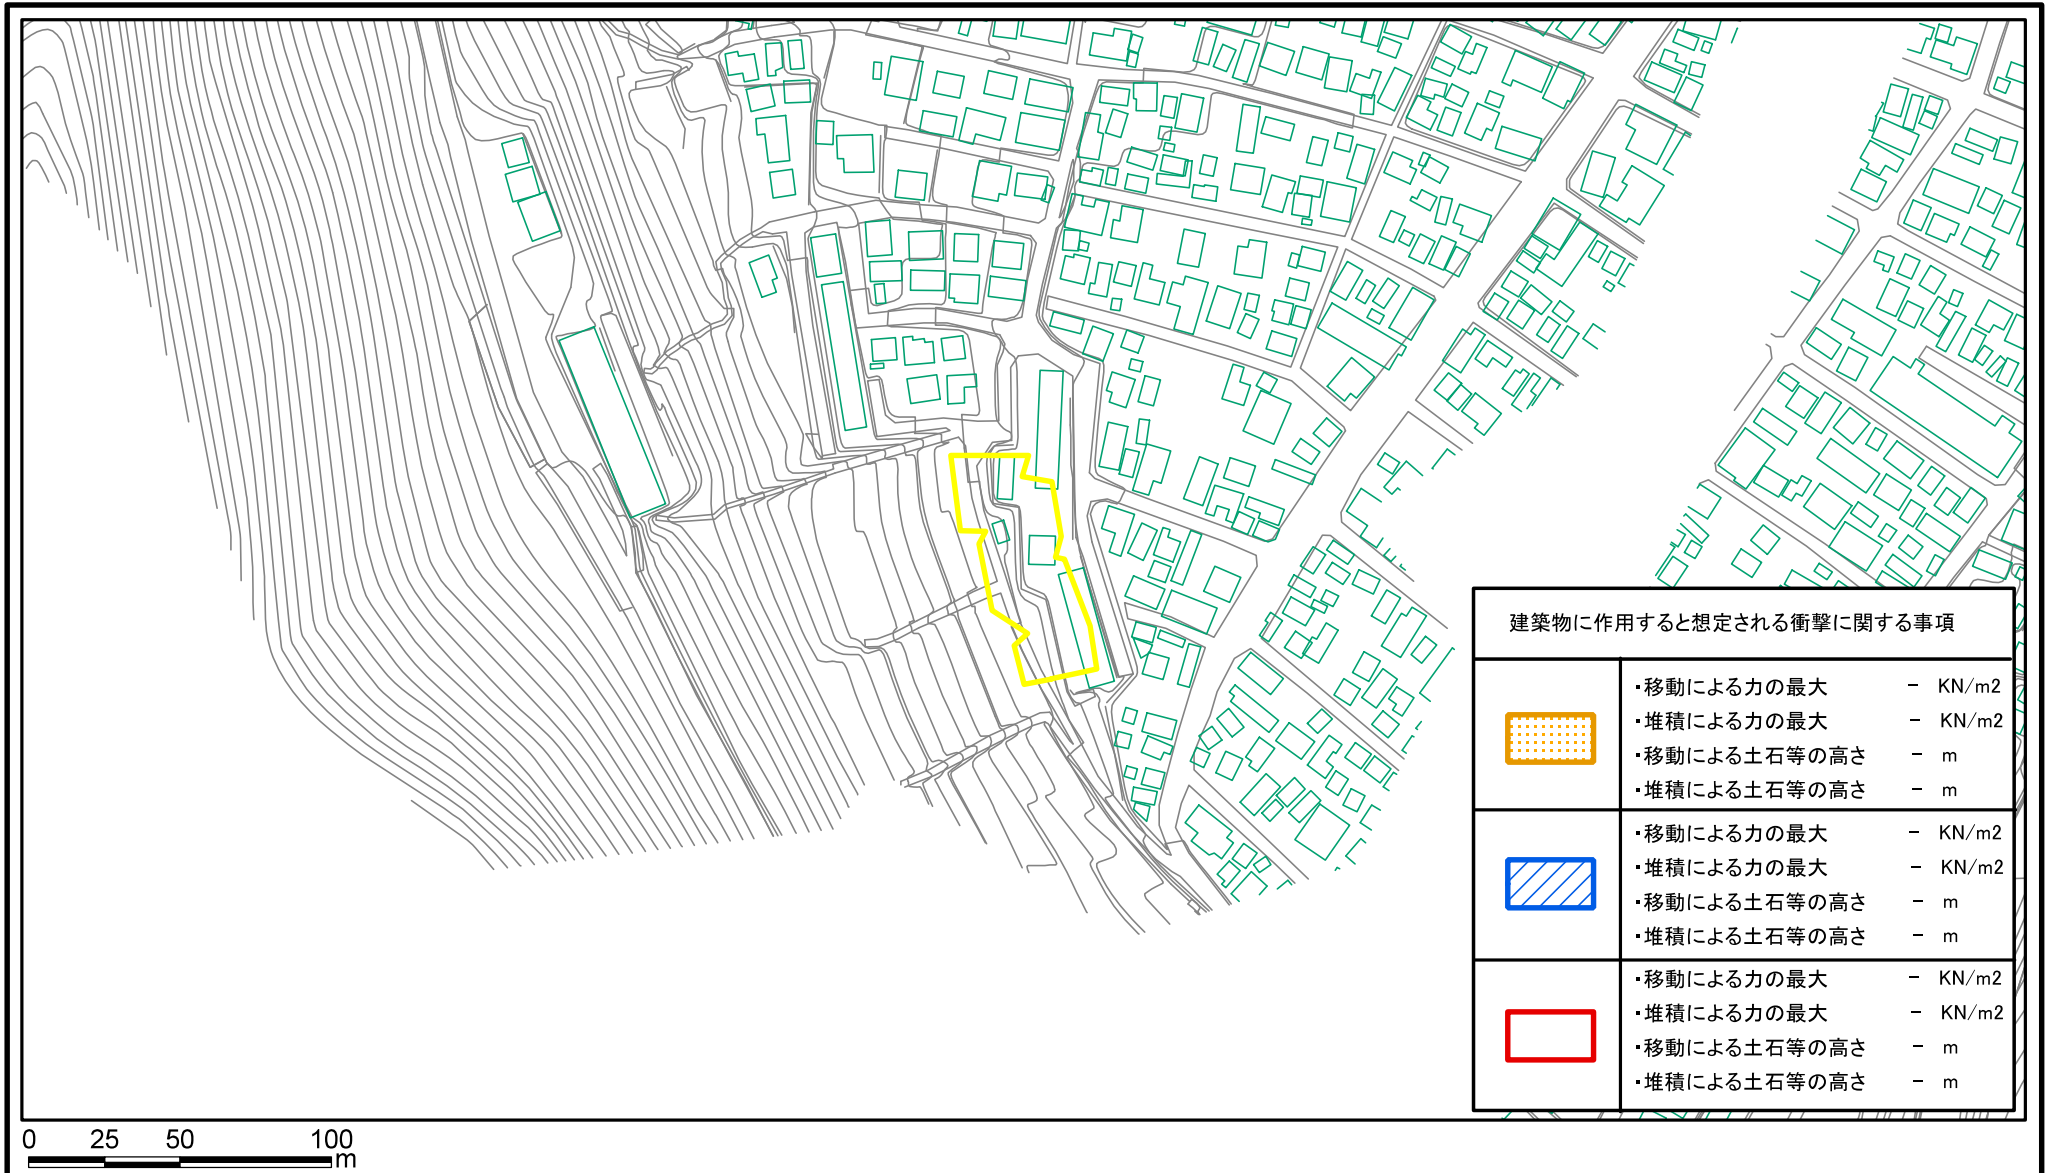 建築物に作用すると想定される衝撃に関する事項
・移動による力の最大 － KN/m2
・堆積による力の最大 － KN/m2
・移動による土石等の高さ － m
・堆積による土石等の高さ － m
・移動による力の最大 － KN/m2
・堆積による力の最大 － KN/m2
・移動による土石等の高さ － m
・堆積による土石等の高さ － m
・移動による力の最大 － KN/m2
・堆積による力の最大 － KN/m2
・移動による土石等の高さ － m
・堆積による土石等の高さ － m
0 25 50 100
m